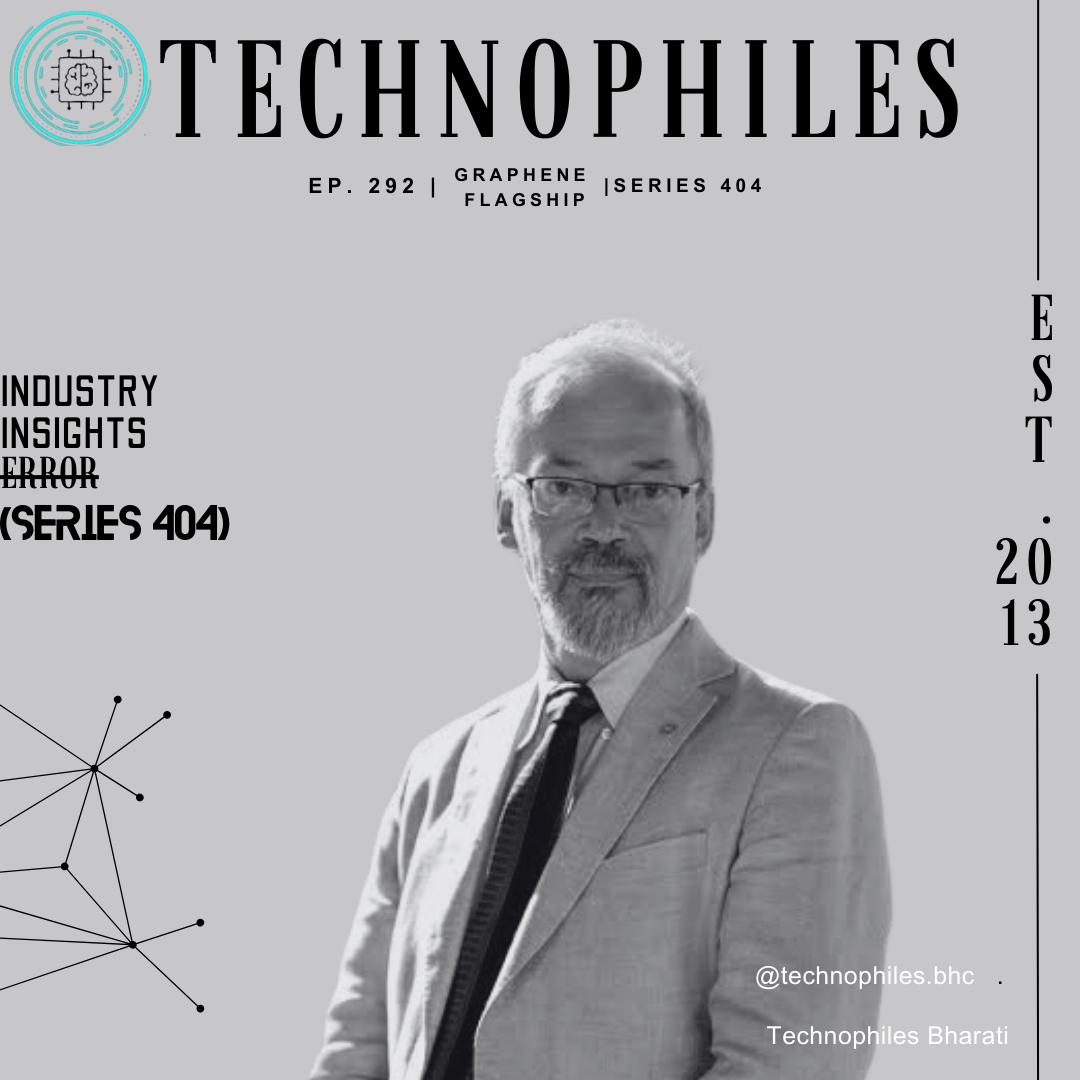 TECHNOPHILES
EP. 292 | GRAPHENE FLAGSHIP |SERIES 404
INDUSTRY
INSIGHTS
ERROR
(SERIES 404)
EST.
20
13
@technophiles.bhc .
Technophiles Bharati